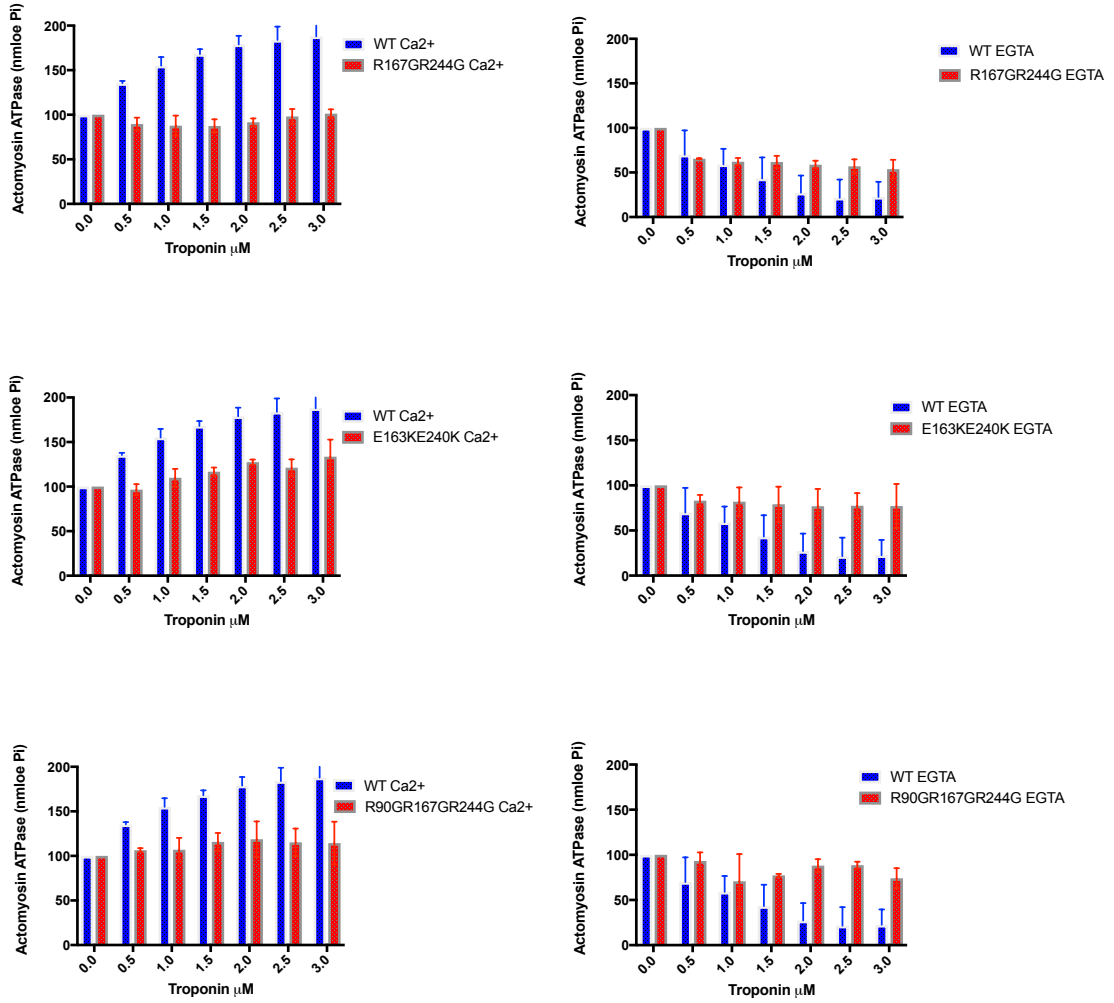 Actomyosin ATPase (nmloe Pi)
200
150
100
50
0
0.0 0.5 1.0 1.5 2.0 2.5 3.0
Troponin μM
WT Ca2+
R167GR244G Ca2+
Actomyosin ATPase (nmloe Pi)
200
150
100
50
0
0.0 0.5 1.0 1.5 2.0 2.5 3.0
Troponin μM
WT EGTA
R167GR244G EGTA
Actomyosin ATPase (nmloe Pi)
200
150
100
50
0
0.0 0.5 1.0 1.5 2.0 2.5 3.0
Troponin μM
WT Ca2+
E163KE240K Ca2+
Actomyosin ATPase (nmloe Pi)
200
150
100
50
0
0.0 0.5 1.0 1.5 2.0 2.5 3.0
Troponin μM
WT EGTA
E163KE240K EGTA
Actomyosin ATPase (nmloe Pi)
200
150
100
50
0
0.0 0.5 1.0 1.5 2.0 2.5 3.0
Troponin μM
WT Ca2+
R90GR167GR244G Ca2+
Actomyosin ATPase (nmloe Pi)
200
150
100
50
0
0.0 0.5 1.0 1.5 2.0 2.5 3.0
Troponin μM
WT EGTA
R90GR167GR244G EGTA